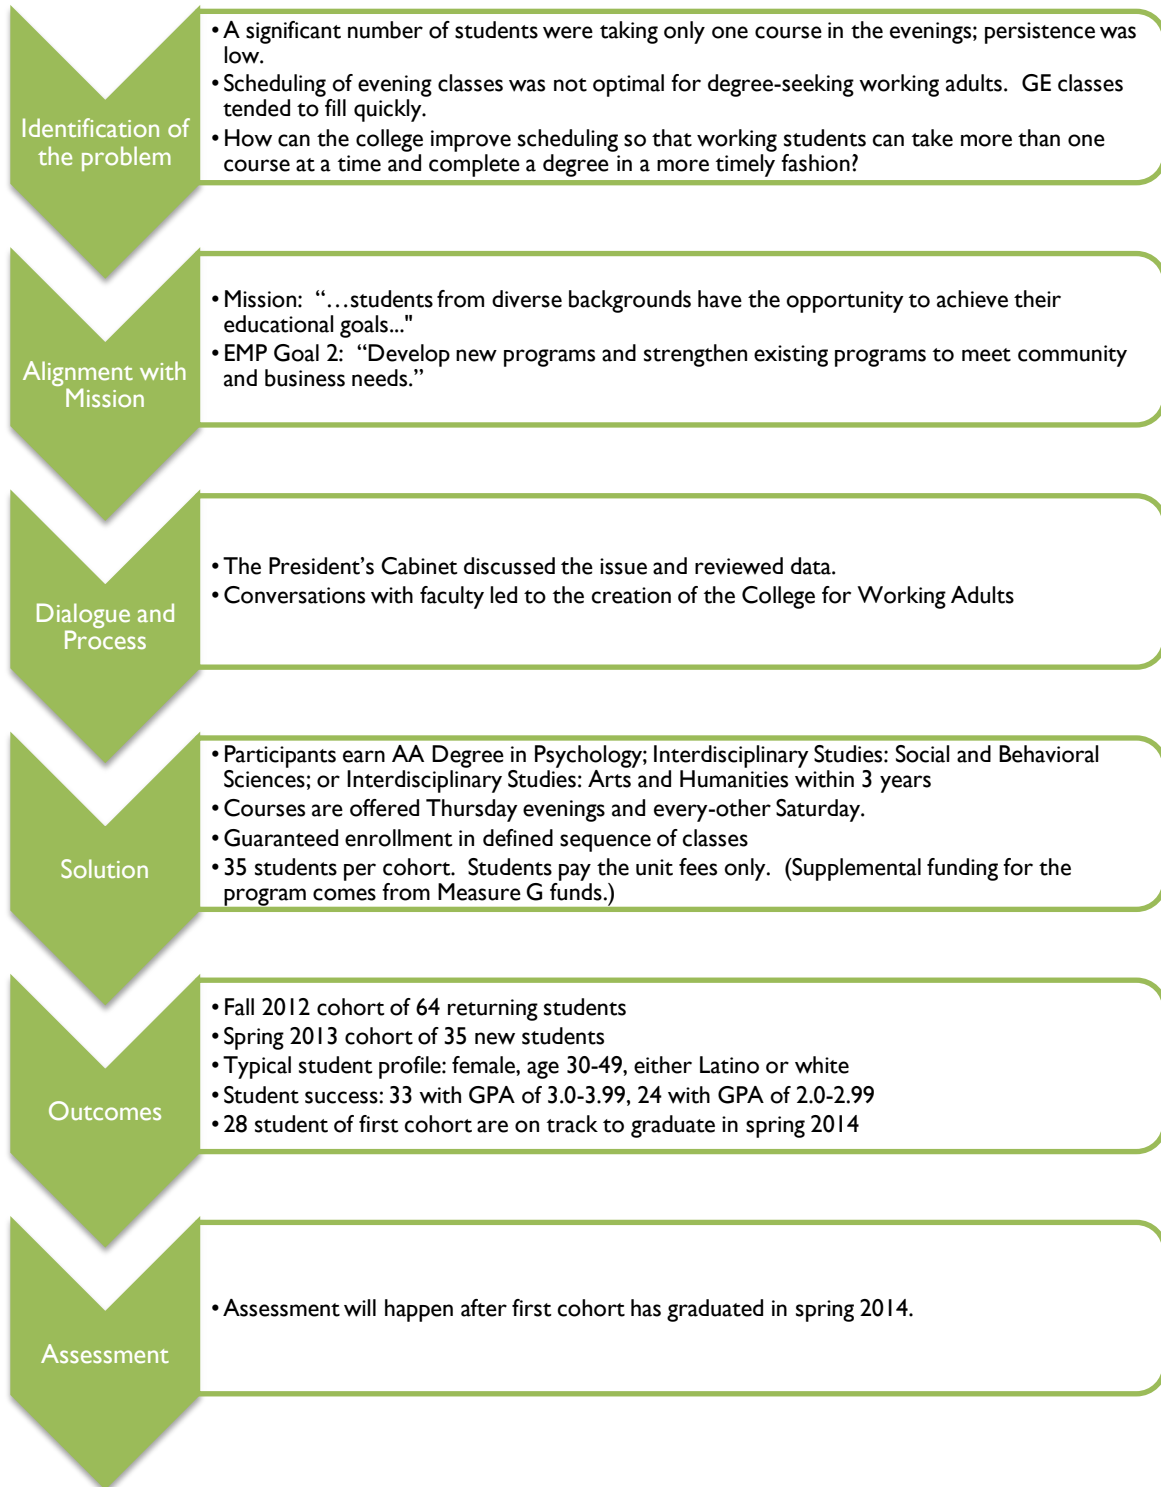 Identification of
the problem
• A significant number of students were taking only one course in the evenings; persistence was
low.
• Scheduling of evening classes was not optimal for degree-seeking working adults.  GE classes
tended to fill quickly.
• How can the college improve scheduling so that working students can take more than one
course at a time and complete a degree in a more timely fashion?
Alignment with
Mission
• Mission:  “…students from diverse backgrounds have the opportunity to achieve their
educational goals..."
• EMP Goal 2:  “Develop new programs and strengthen existing programs to meet community
and business needs.”
Dialogue and
Process
• The President’s Cabinet discussed the issue and reviewed data.
• Conversations with faculty led to the creation of the College for Working Adults
Solution
• Participants earn AA Degree in Psychology; Interdisciplinary Studies: Social and Behavioral
Sciences; or Interdisciplinary Studies: Arts and Humanities within 3 years
• Courses are offered Thursday evenings and every-other Saturday.
• Guaranteed enrollment in defined sequence of classes
• 35 students per cohort.  Students pay the unit fees only.  (Supplemental funding for the
program comes from Measure G funds.)
Outcomes
• Fall 2012 cohort of 64 returning students
• Spring 2013 cohort of 35 new students
• Typical student profile: female, age 30-49, either Latino or white
• Student success: 33 with GPA of 3.0-3.99, 24 with GPA of 2.0-2.99
• 28 student of first cohort are on track to graduate in spring 2014
Assessment
• Assessment will happen after first cohort has graduated in spring 2014.